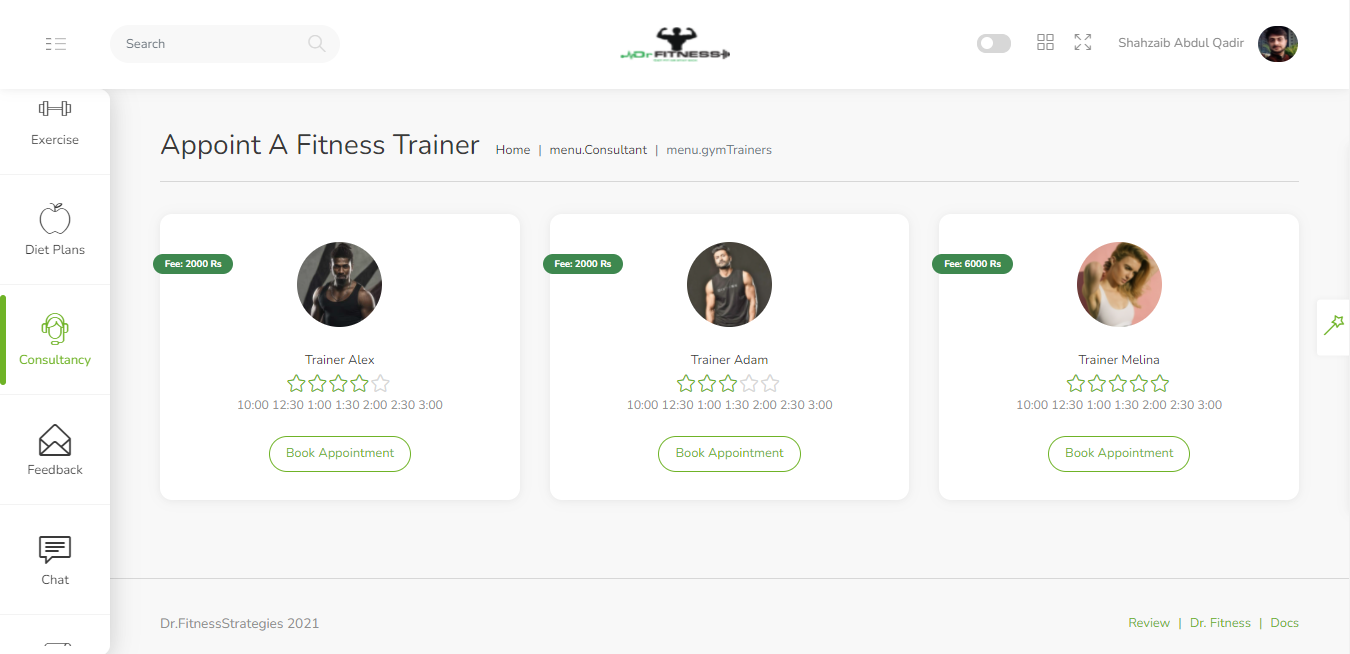 Search
DrFITNESS
Shahzaib Abdul Qadir
Exercise
Diet Plans
Consultancy
Feedback
Chat
Appoint A Fitness Trainer
Home | menu.Consultant | menu.gymTrainers
Fee: 2000 Rs
Trainer Alex
10:00 12:30 1:00 1:30 2:00 2:30 3:00
Book Appointment
Fee: 2000 Rs
Trainer Adam
10:00 12:30 1:00 1:30 2:00 2:30 3:00
Book Appointment
Fee: 6000 Rs
Trainer Melina
10:00 12:30 1:00 1:30 2:00 2:30 3:00
Book Appointment
Dr.FitnessStrategies 2021
Review | Dr. Fitness | Docs